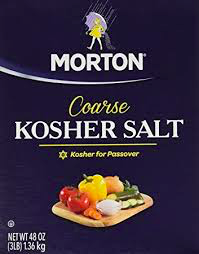 MORTON®
Coarse
KOSHER SALT
Kosher for Passover
NET WT 48 OZ
(3LB) 1.36 kg